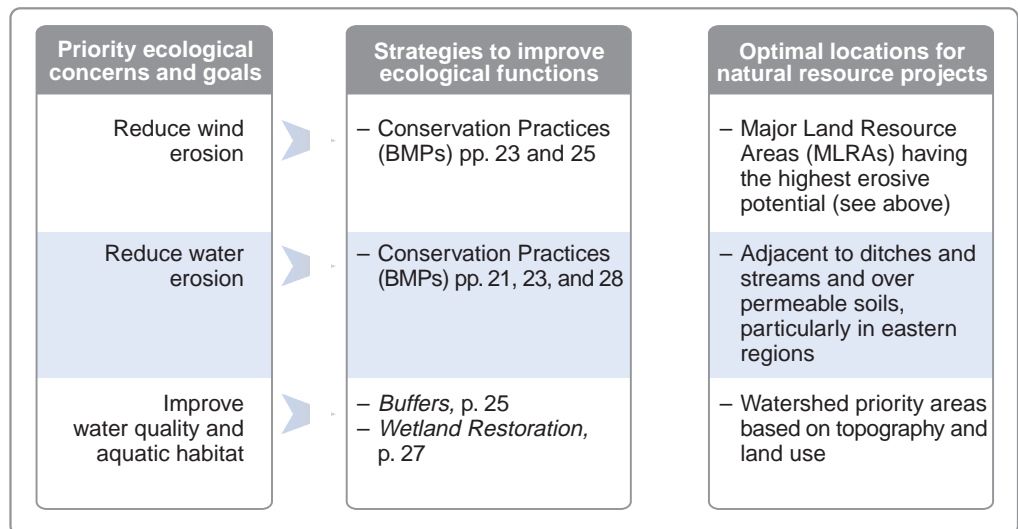 Priority ecological
concerns and goals
Strategies to improve
ecological functions
Optimal locations for
natural resource projects
Reduce wind
erosion
– Conservation Practices
(BMPs) pp. 23 and 25
– Major Land Resource
Areas (MLRAs) having
the highest erosive
potential (see above)
Reduce water
erosion
– Conservation Practices
(BMPs) pp. 21, 23, and 28
– Adjacent to ditches and
streams and over
permeable soils,
particularly in eastern
regions
Improve
water quality and
aquatic habitat
– Buffers, p. 25
– Wetland Restoration,
p. 27
– Watershed priority areas
based on topography and
land use